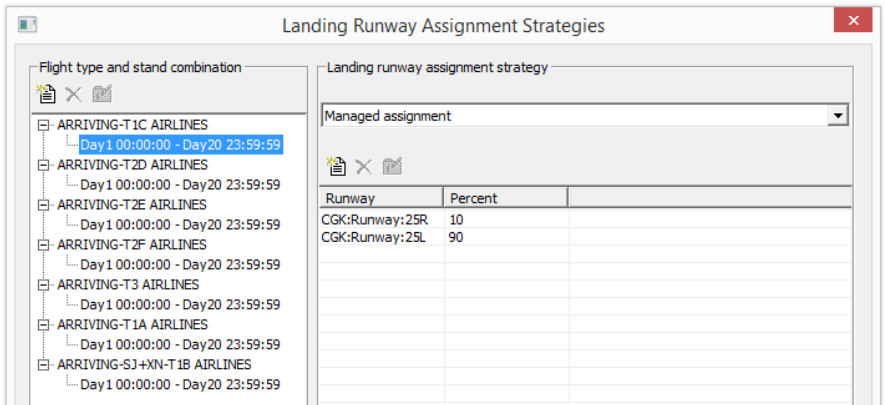 Landing Runway Assignment Strategies
Flight type and stand combination
ARRIVING-T1C AIRLINES
Day1 00:00:00 - Day20 23:59:59
ARRIVING-T2D AIRLINES
Day1 00:00:00 - Day20 23:59:59
ARRIVING-T2E AIRLINES
Day1 00:00:00 - Day20 23:59:59
ARRIVING-T2F AIRLINES
Day1 00:00:00 - Day20 23:59:59
ARRIVING-T3 AIRLINES
Day1 00:00:00 - Day20 23:59:59
ARRIVING-T1A AIRLINES
Day1 00:00:00 - Day20 23:59:59
ARRIVING-SJ+XN-T1B AIRLINES
Day1 00:00:00 - Day20 23:59:59
Landing runway assignment strategy
Managed assignment
Runway Percent
CGK:Runway:25R 10
CGK:Runway:25L 90